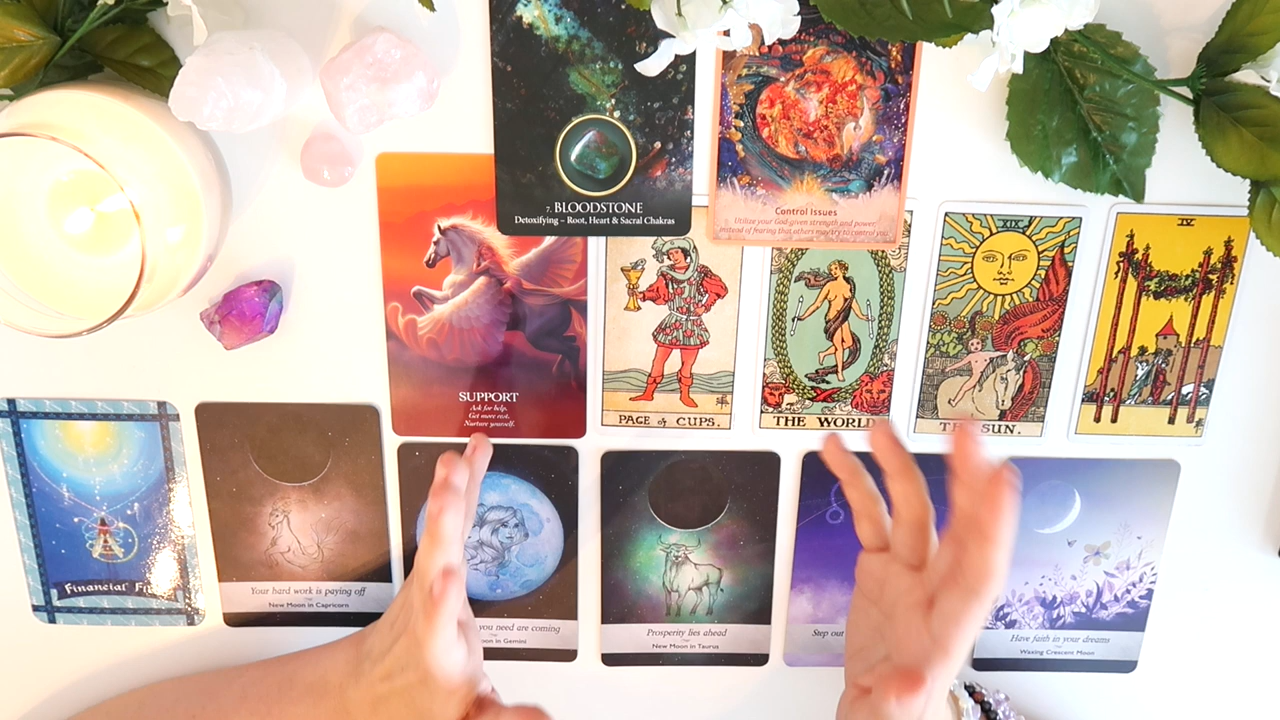 7. BLOODSTONE
Detoxifying – Root, Heart & Sacral Chakras
Control Issues
Utilize your God-given strength and power
instead of fearing that others may try to control you.
SUPPORT
Ask for help.
Get more rest.
Nurture yourself.
PAGE of CUPS.
THE WORLD.
XIX
THE SUN.
IV
Financial
Your hard work is paying off
New Moon in Capricorn
you need are coming
Moon in Gemini
Prosperity lies ahead
New Moon in Taurus
Step out
Have faith in your dreams
Waxing Crescent Moon